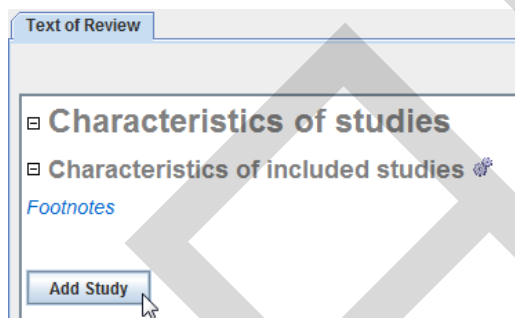 Text of Review
Characteristics of studies
Characteristics of included studies
Footnotes
Add Study